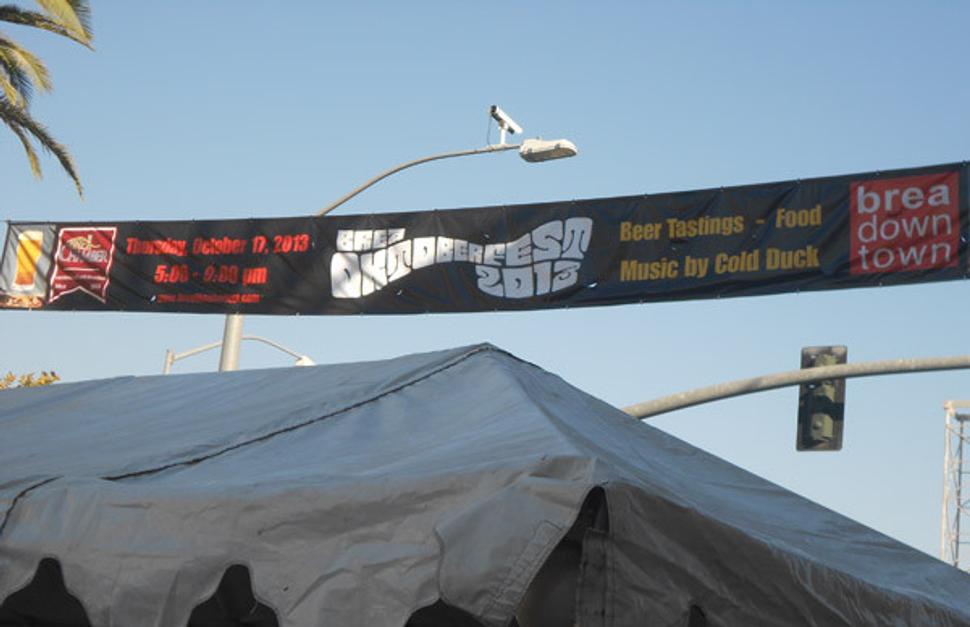 Thursday, October 17, 2013
5:00 - 9:00 pm
BREA
OKTOBERFEST
2013
Beer Tastings - Food
Music by Cold Duck
brea
down
town